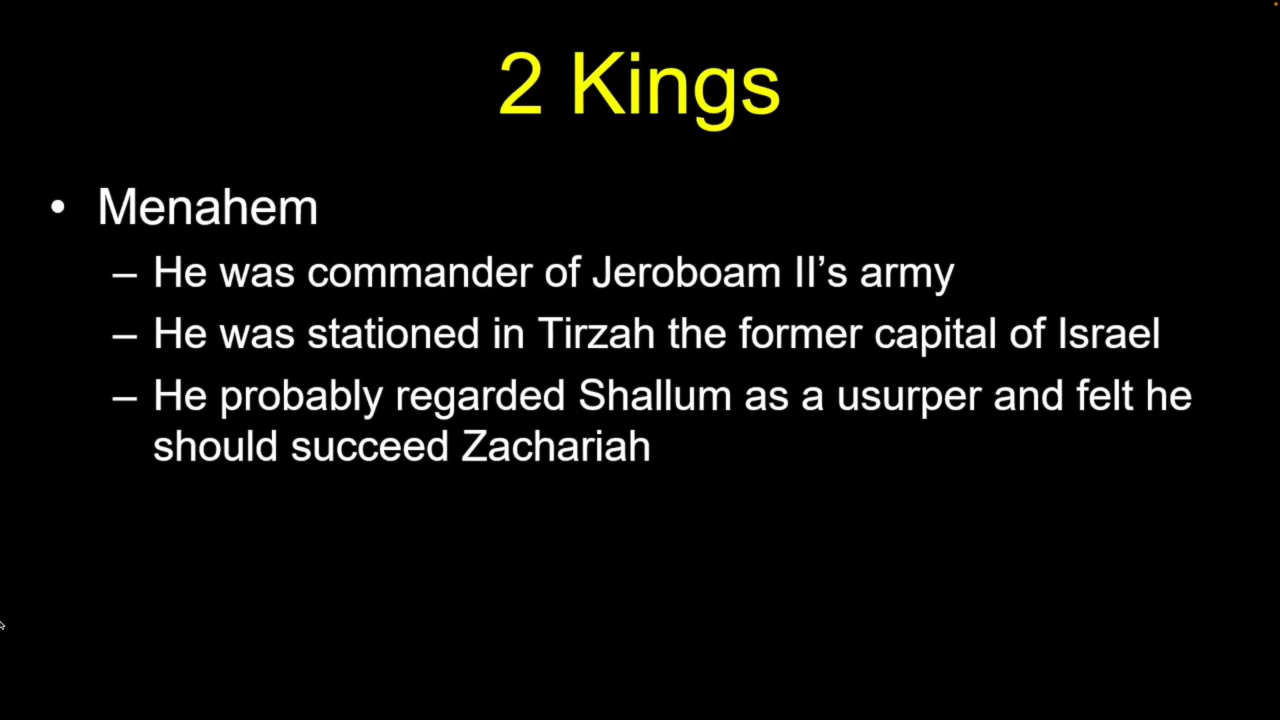 2 Kings
• Menahem
– He was commander of Jeroboam II’s army
– He was stationed in Tirzah the former capital of Israel
– He probably regarded Shallum as a usurper and felt he
should succeed Zachariah